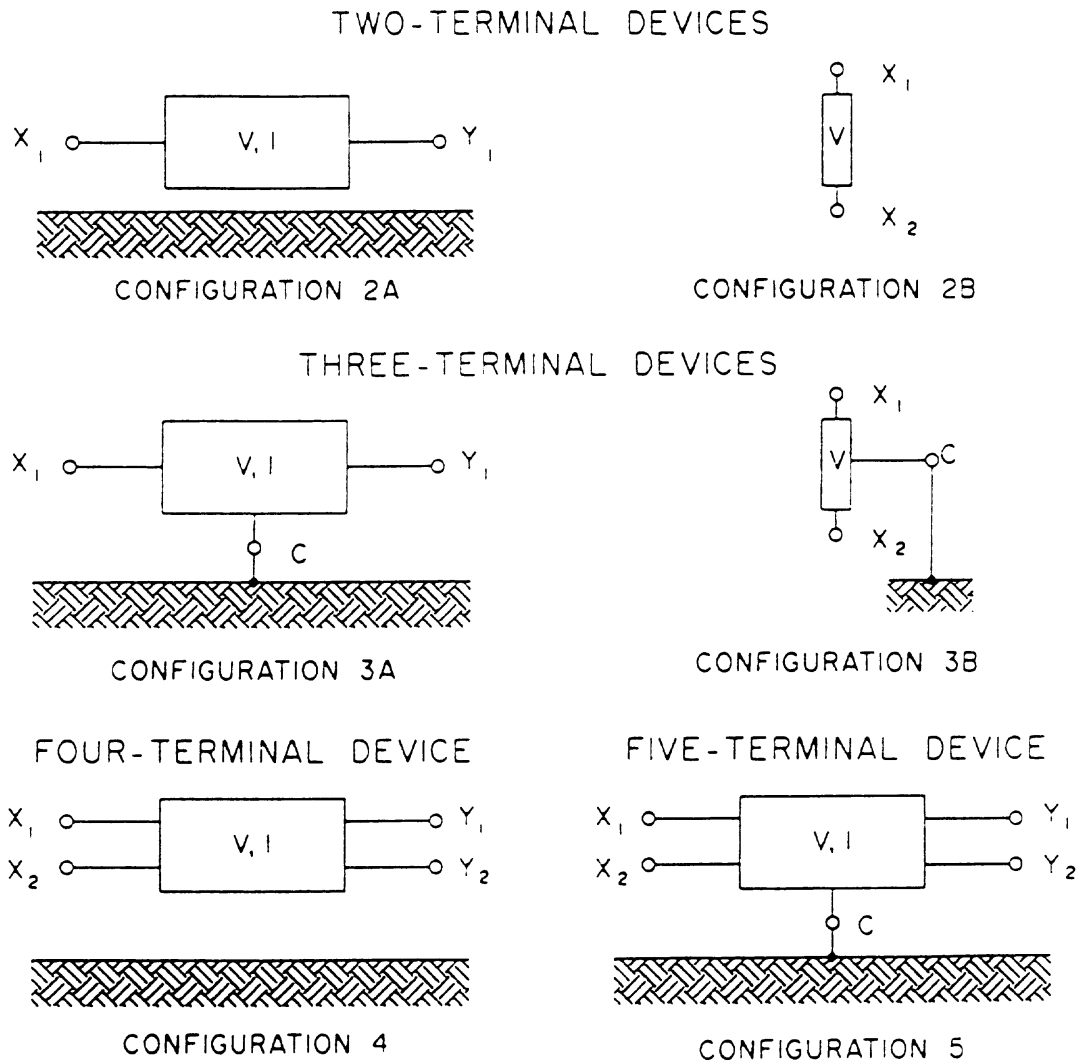 TWO-TERMINAL DEVICES
X₁ V, I Y₁
X₁
V
X₂
CONFIGURATION 2A
CONFIGURATION 2B
THREE-TERMINAL DEVICES
X₁ V, I Y₁
C
X₁
V C
X₂
CONFIGURATION 3A
CONFIGURATION 3B
FOUR-TERMINAL DEVICE
X₁ Y₁
V, I
X₂ Y₂
CONFIGURATION 4
FIVE-TERMINAL DEVICE
X₁ Y₁
V, I
X₂ Y₂
C
CONFIGURATION 5